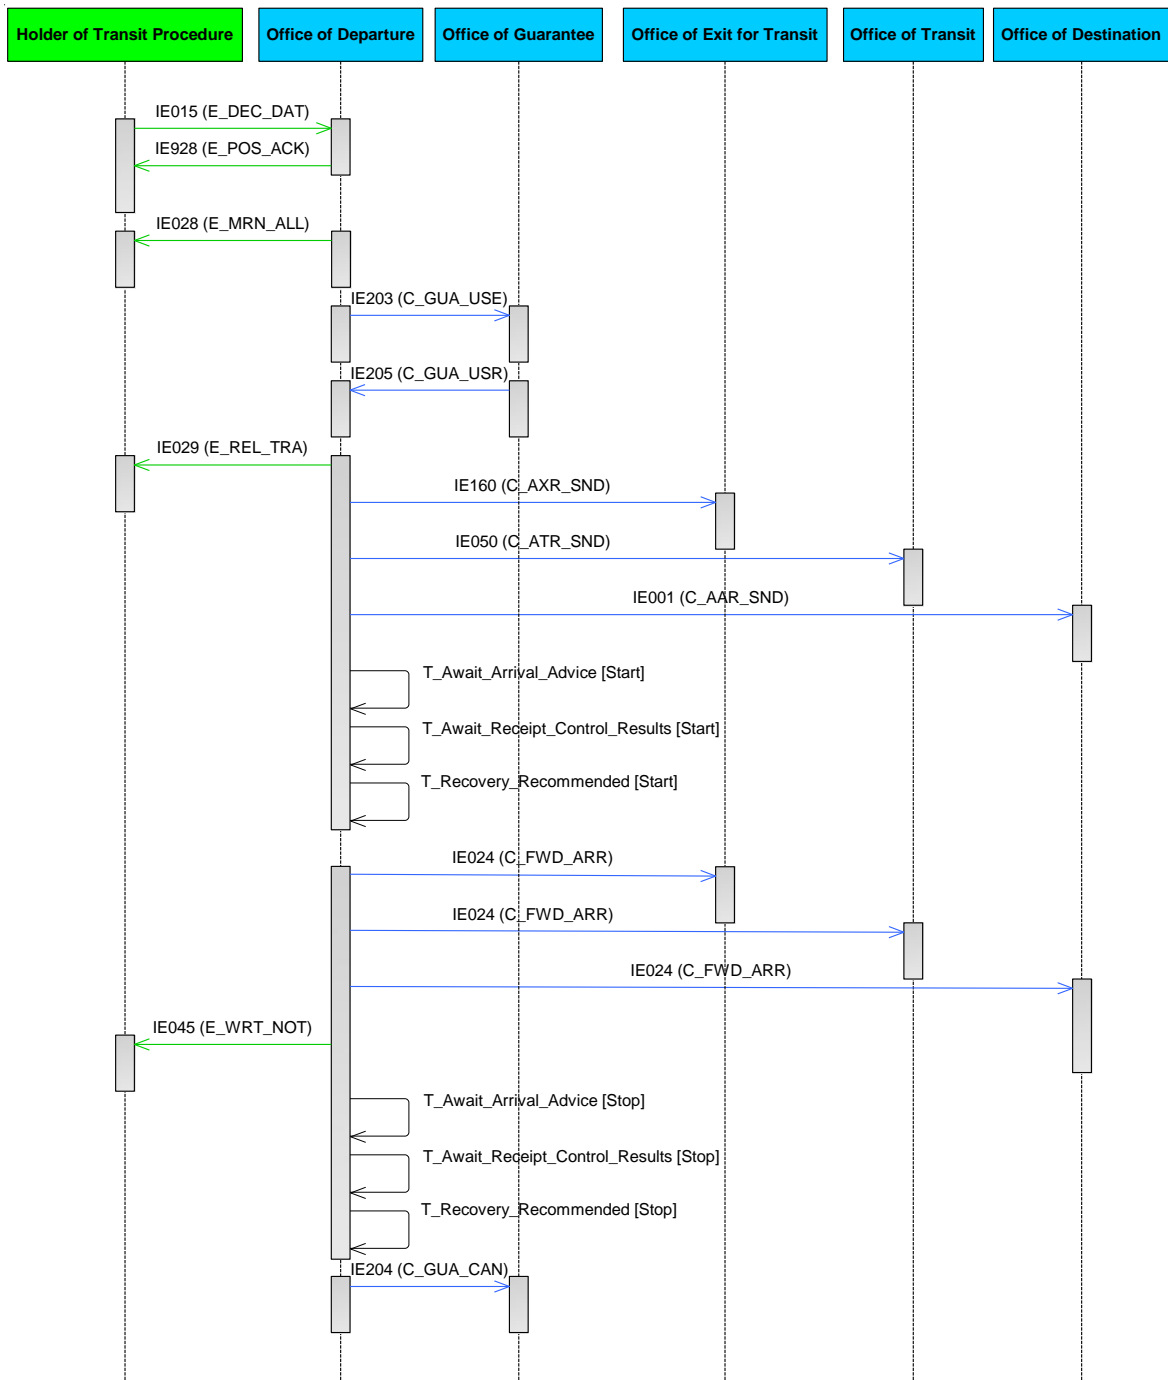 Holder of Transit Procedure
Office of Departure
Office of Guarantee
Office of Exit for Transit
Office of Transit
Office of Destination
IE015 (E_DEC_DAT)
IE928 (E_POS_ACK)
IE028 (E_MRN_ALL)
IE203 (C_GUA_USE)
IE205 (C_GUA_USR)
IE029 (E_REL_TRA)
IE160 (C_AXR_SND)
IE050 (C_ATR_SND)
IE001 (C_AAR_SND)
T_Await_Arrival_Advice [Start]
T_Await_Receipt_Control_Results [Start]
T_Recovery_Recommended [Start]
IE024 (C_FWD_ARR)
IE024 (C_FWD_ARR)
IE024 (C_FWD_ARR)
IE045 (E_WRT_NOT)
T_Await_Arrival_Advice [Stop]
T_Await_Receipt_Control_Results [Stop]
T_Recovery_Recommended [Stop]
IE204 (C_GUA_CAN)